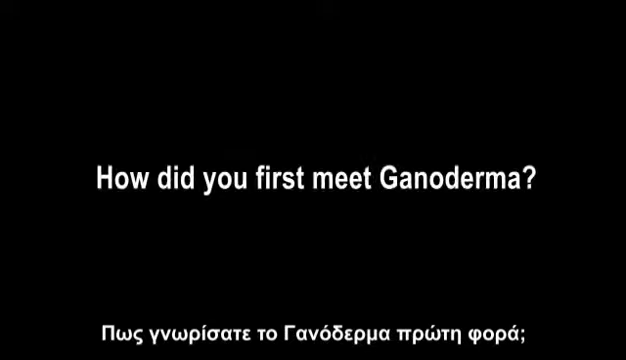 How did you first meet Ganoderma?
Πως γνωρίσατε το Γανόδερμα πρώτη φορά;